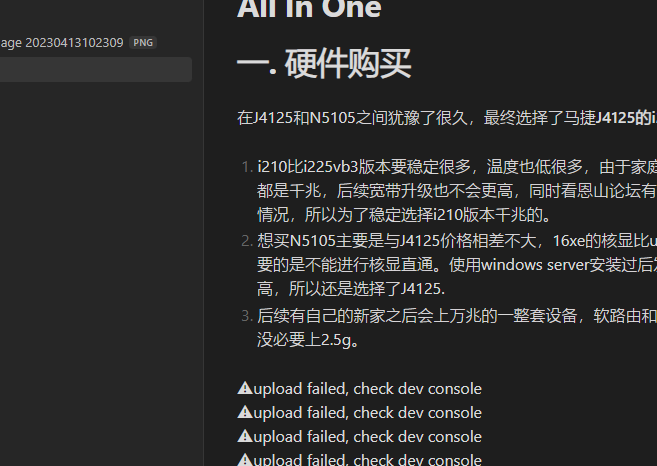 All In One
age 20230413102309 PNG
一. 硬件购买
在J4125和N5105之间犹豫了很久，最终选择了马捷J4125的i
1. i210比i225vb3版本要稳定很多，温度也低很多，由于家庭
都是千兆，后续宽带升级也不会更高，同时看恩山论坛有
情况，所以为了稳定选择i210版本千兆的。
2. 想买N5105主要是与J4125价格相差不大，16xe的核显比u
要的是不能进行核显直通。使用windows server安装过后
高，所以还是选择了J4125.
3. 后续有自己的新家之后会上万兆的一整套设备，软路由和
没必要上2.5g。
⚠upload failed, check dev console
⚠upload failed, check dev console
⚠upload failed, check dev console
⚠upload failed, check dev console